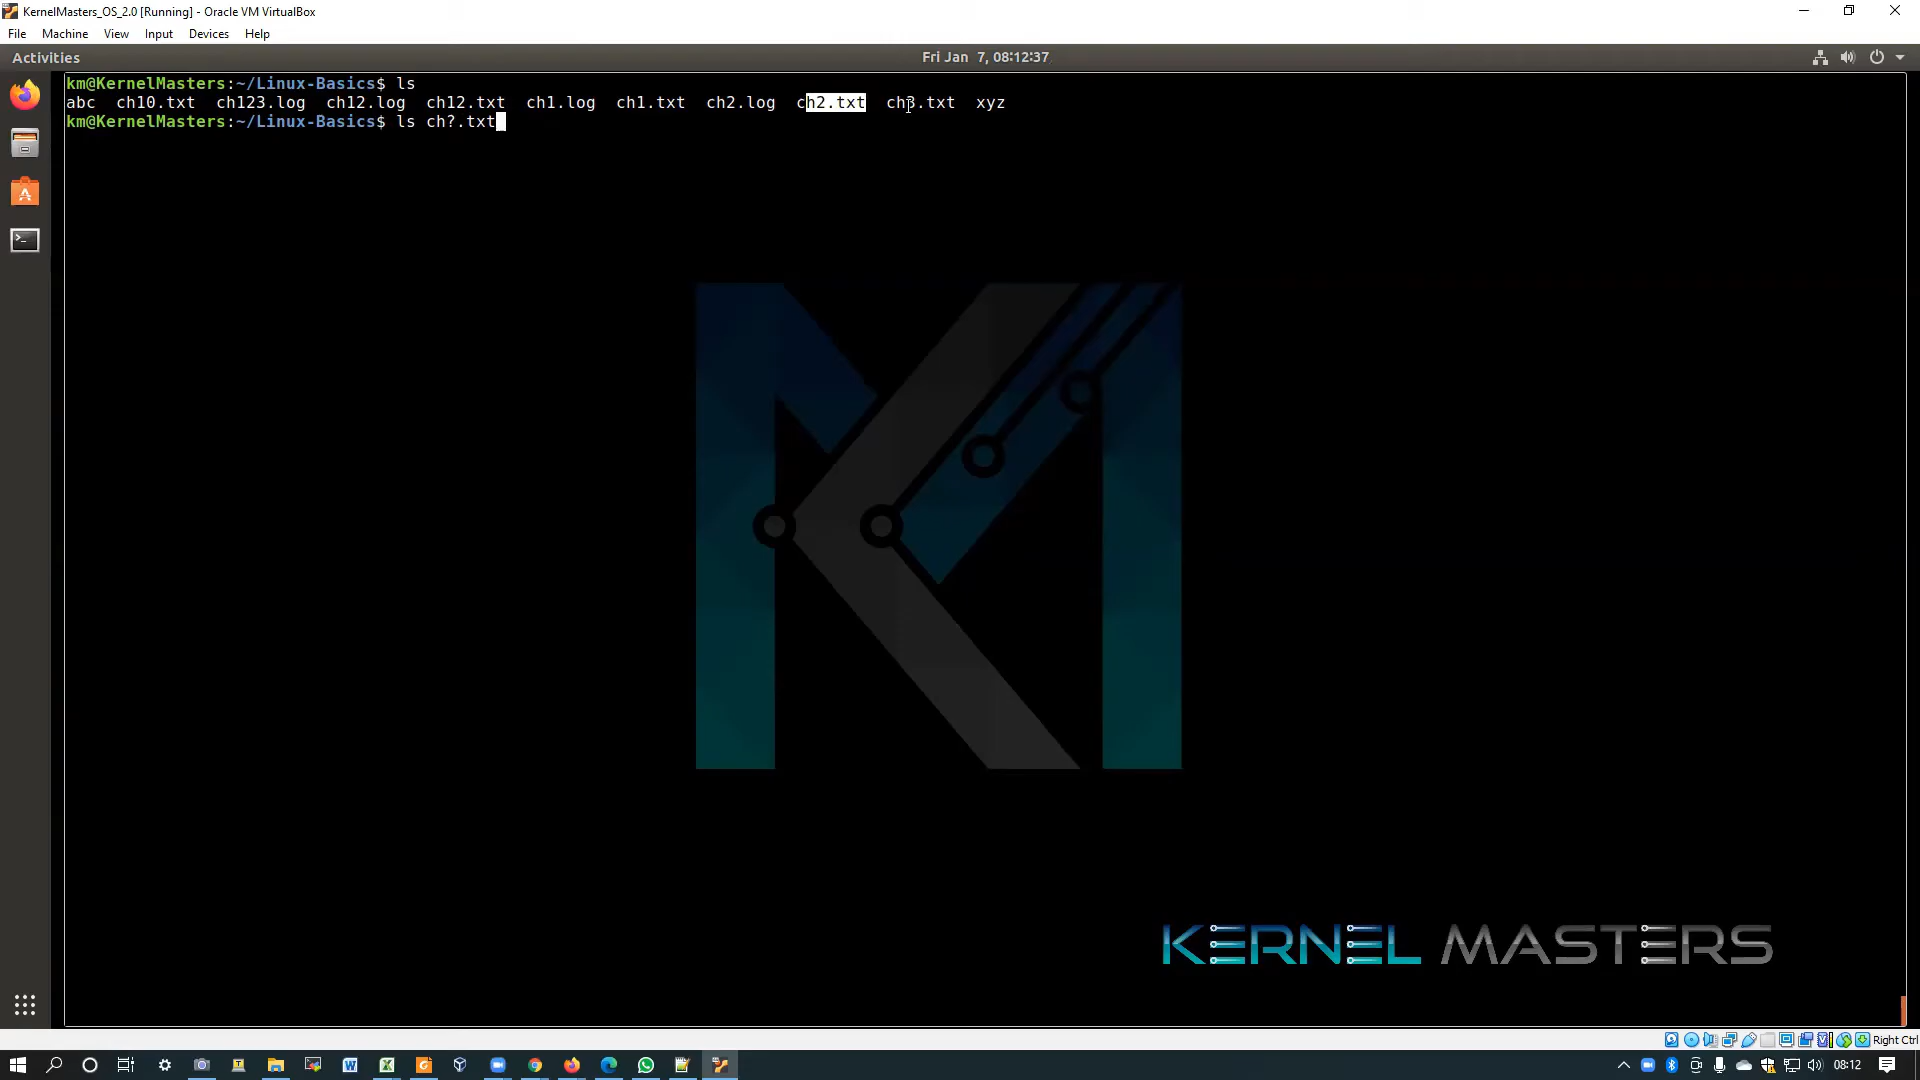 KernelMasters_OS_2.0 [Running] - Oracle VM VirtualBox
File Machine View Input Devices Help
Activities
Fri Jan 7, 08:12:37
km@KernelMasters:~/Linux-Basics$ ls
abc ch10.txt ch123.log ch12.log ch12.txt ch1.log ch1.txt ch2.log ch2.txt ch3.txt xyz
km@KernelMasters:~/Linux-Basics$ ls ch?.txt
KERNEL MASTERS
Right Ctrl
08:12